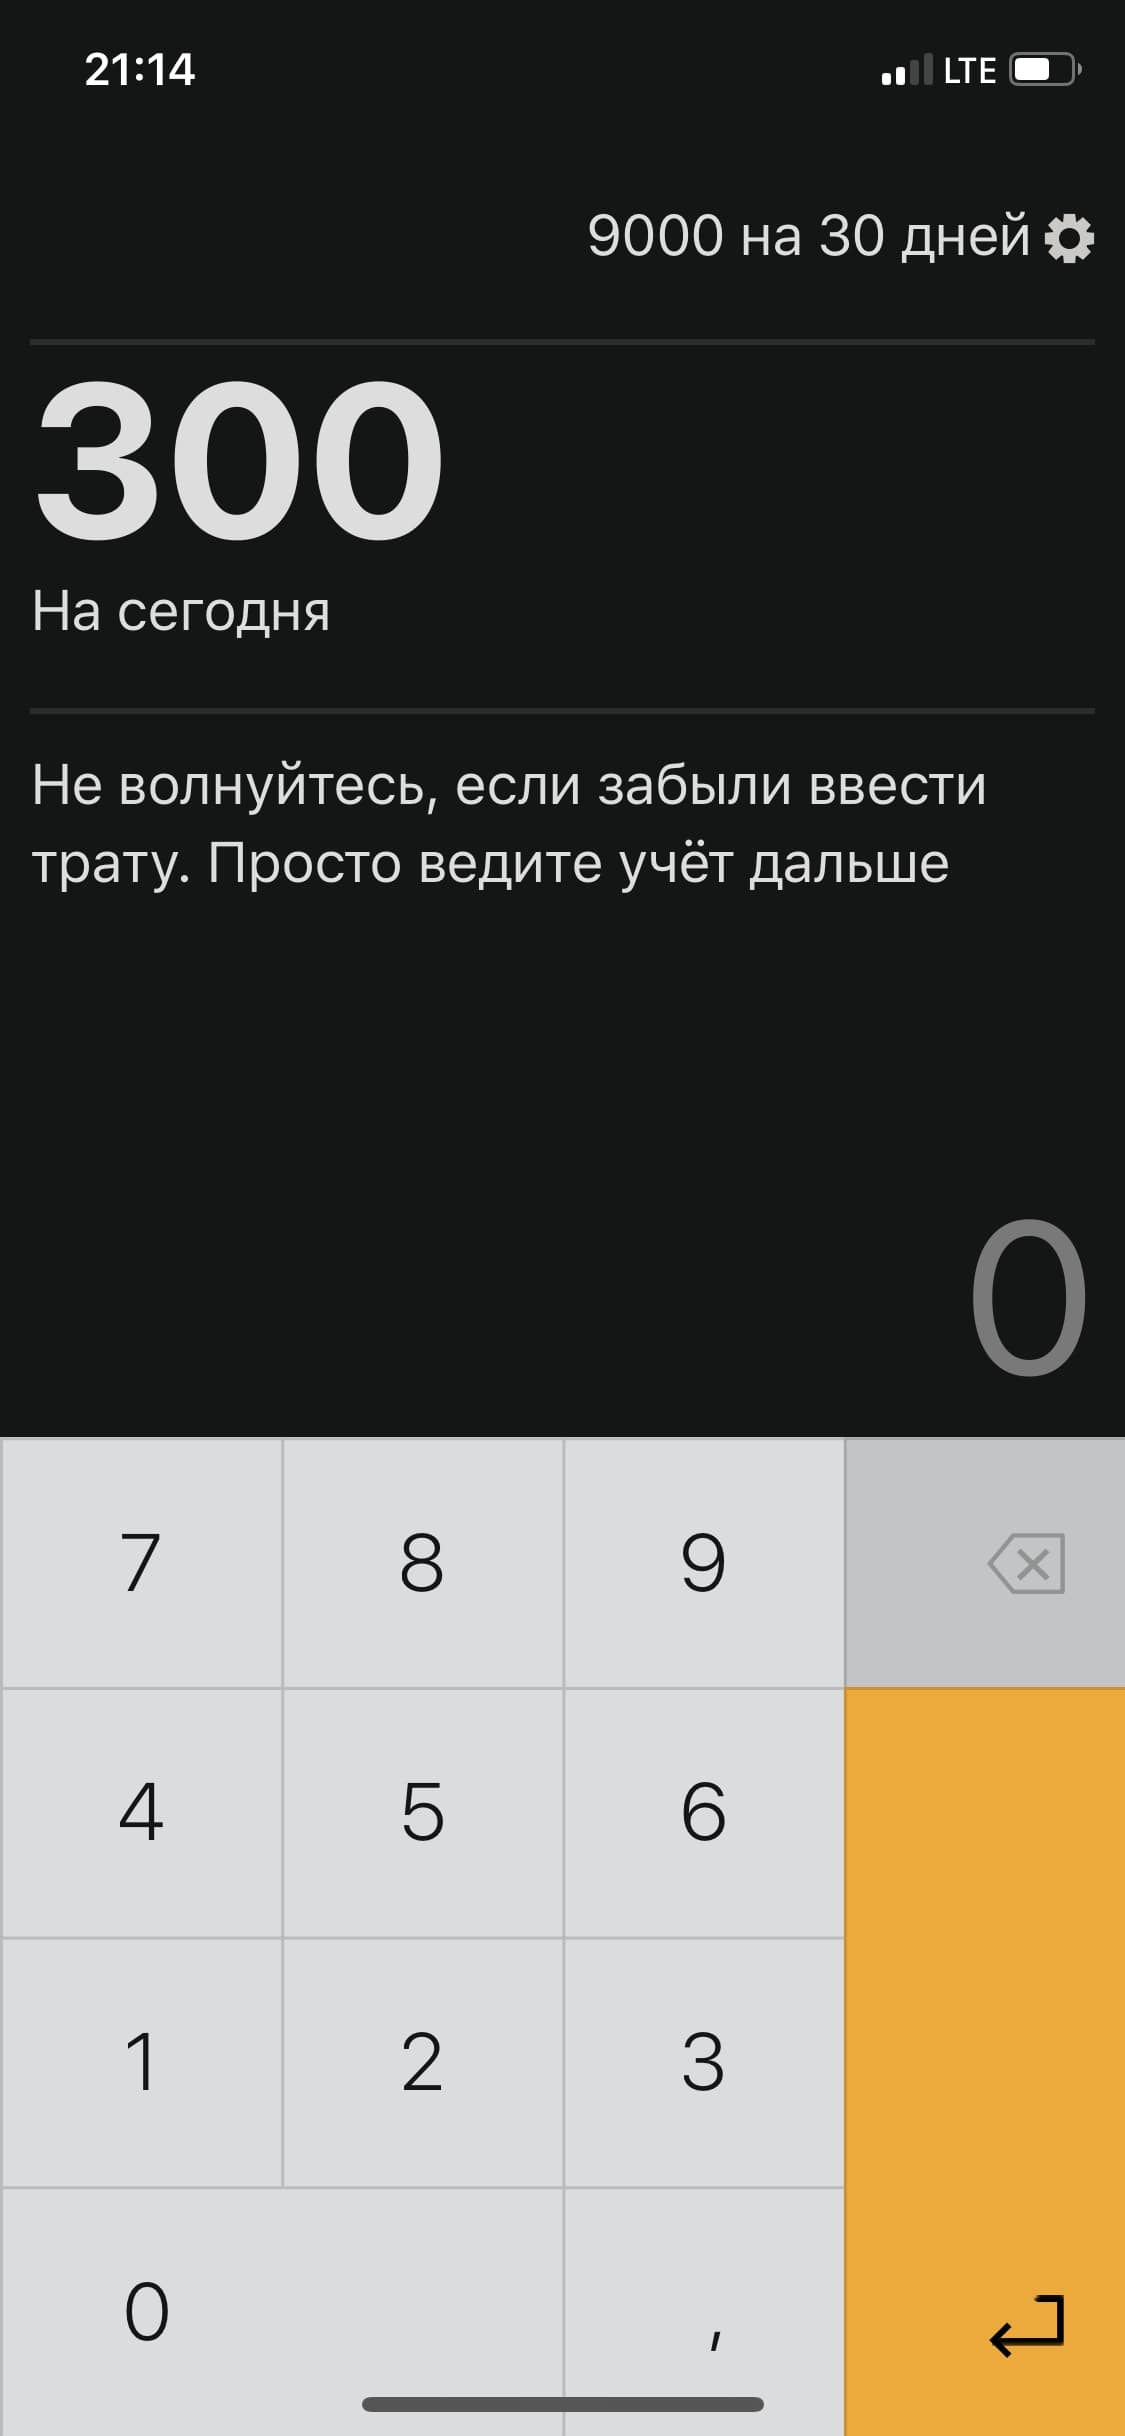 21:14 LTE
9000 на 30 дней
300
На сегодня
Не волнуйтесь, если забыли ввести
трату. Просто ведите учёт дальше
0
7 8 9
4 5 6
1 2 3
0 ,